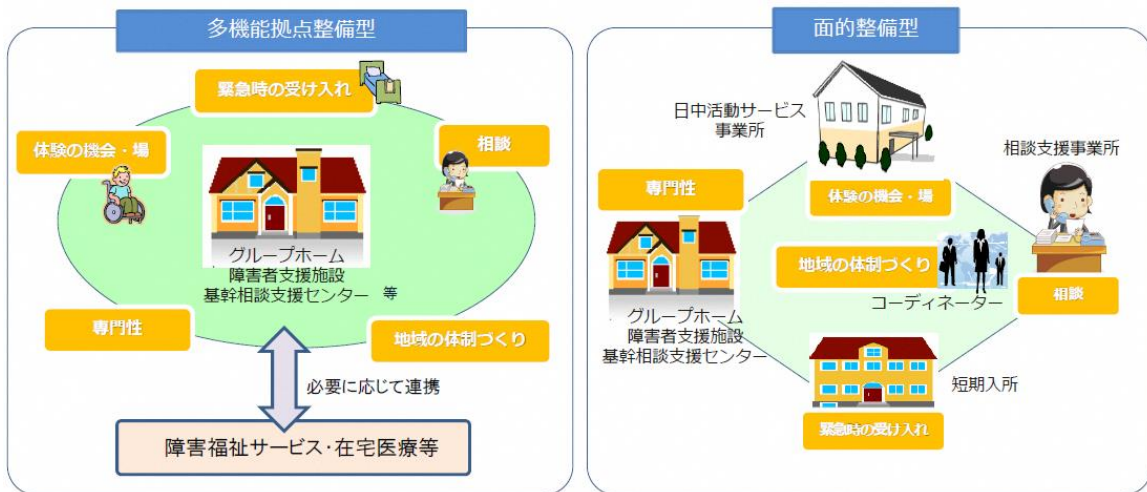 多機能拠点整備型
緊急時の受け入れ
体験の機会・場
相談
グループホーム
障害者支援施設
基幹相談支援センター 等
専門性
地域の体制づくり
必要に応じて連携
障害福祉サービス・在宅医療等
面的整備型
日中活動サービス
事業所
相談支援事業所
専門性
体験の機会・場
地域の体制づくり
コーディネーター
相談
グループホーム
障害者支援施設
基幹相談支援センター
短期入所
緊急時の受け入れ